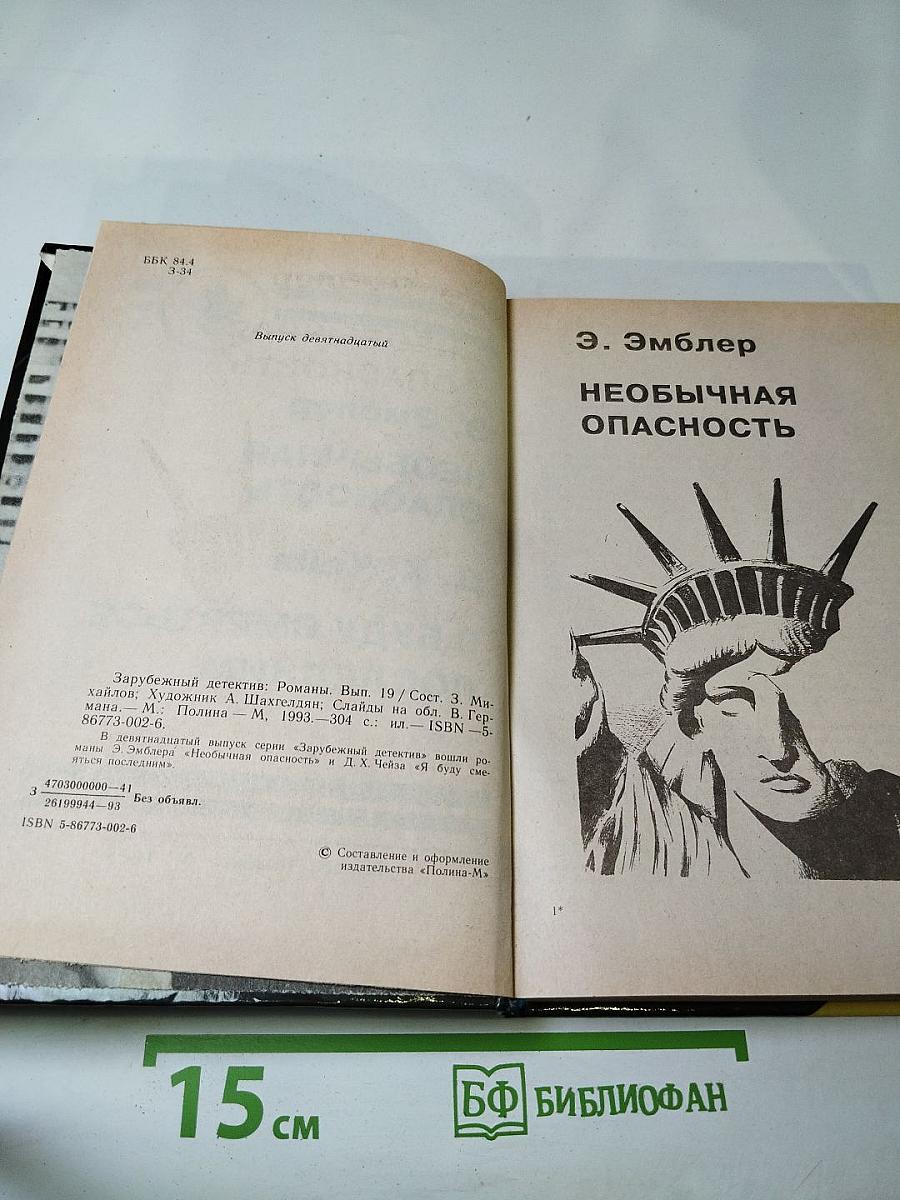 ББК 84.4
З-34
Выпуск девятнадцатый
Зарубежный детектив: Романы. Вып. 19 / Сост. З. Ми-
хайлов; Художник А. Шахгелдян; Слайды на обл. В. Гер-
мана.— М.: Полина — М, 1993.—304 с.: ил.— ISBN —5-
86773-002-6.
В девятнадцатый выпуск серии «Зарубежный детектив» вошли ро-
маны Э. Эмблера «Необычная опасность» и Д. Х. Чейза «Я буду сме-
яться последним».
З 4703000000—41
26199944—93 Без объявл.
ISBN 5-86773-002-6
© Составление и оформление
издательства «Полина-М»
Э. Эмблер
НЕОБЫЧНАЯ
ОПАСНОСТЬ
1*
15 см
БФ БИБЛИОФАН